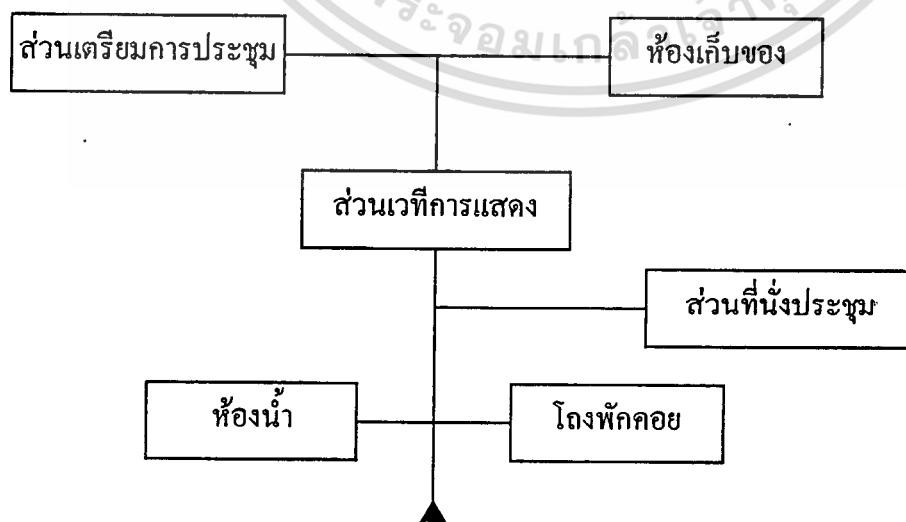 ส่วนเตรียมการประชุม
ห้องเก็บของ
ส่วนเวทีการแสดง
ส่วนที่นั่งประชุม
ห้องน้ำ
โถงพักคอย